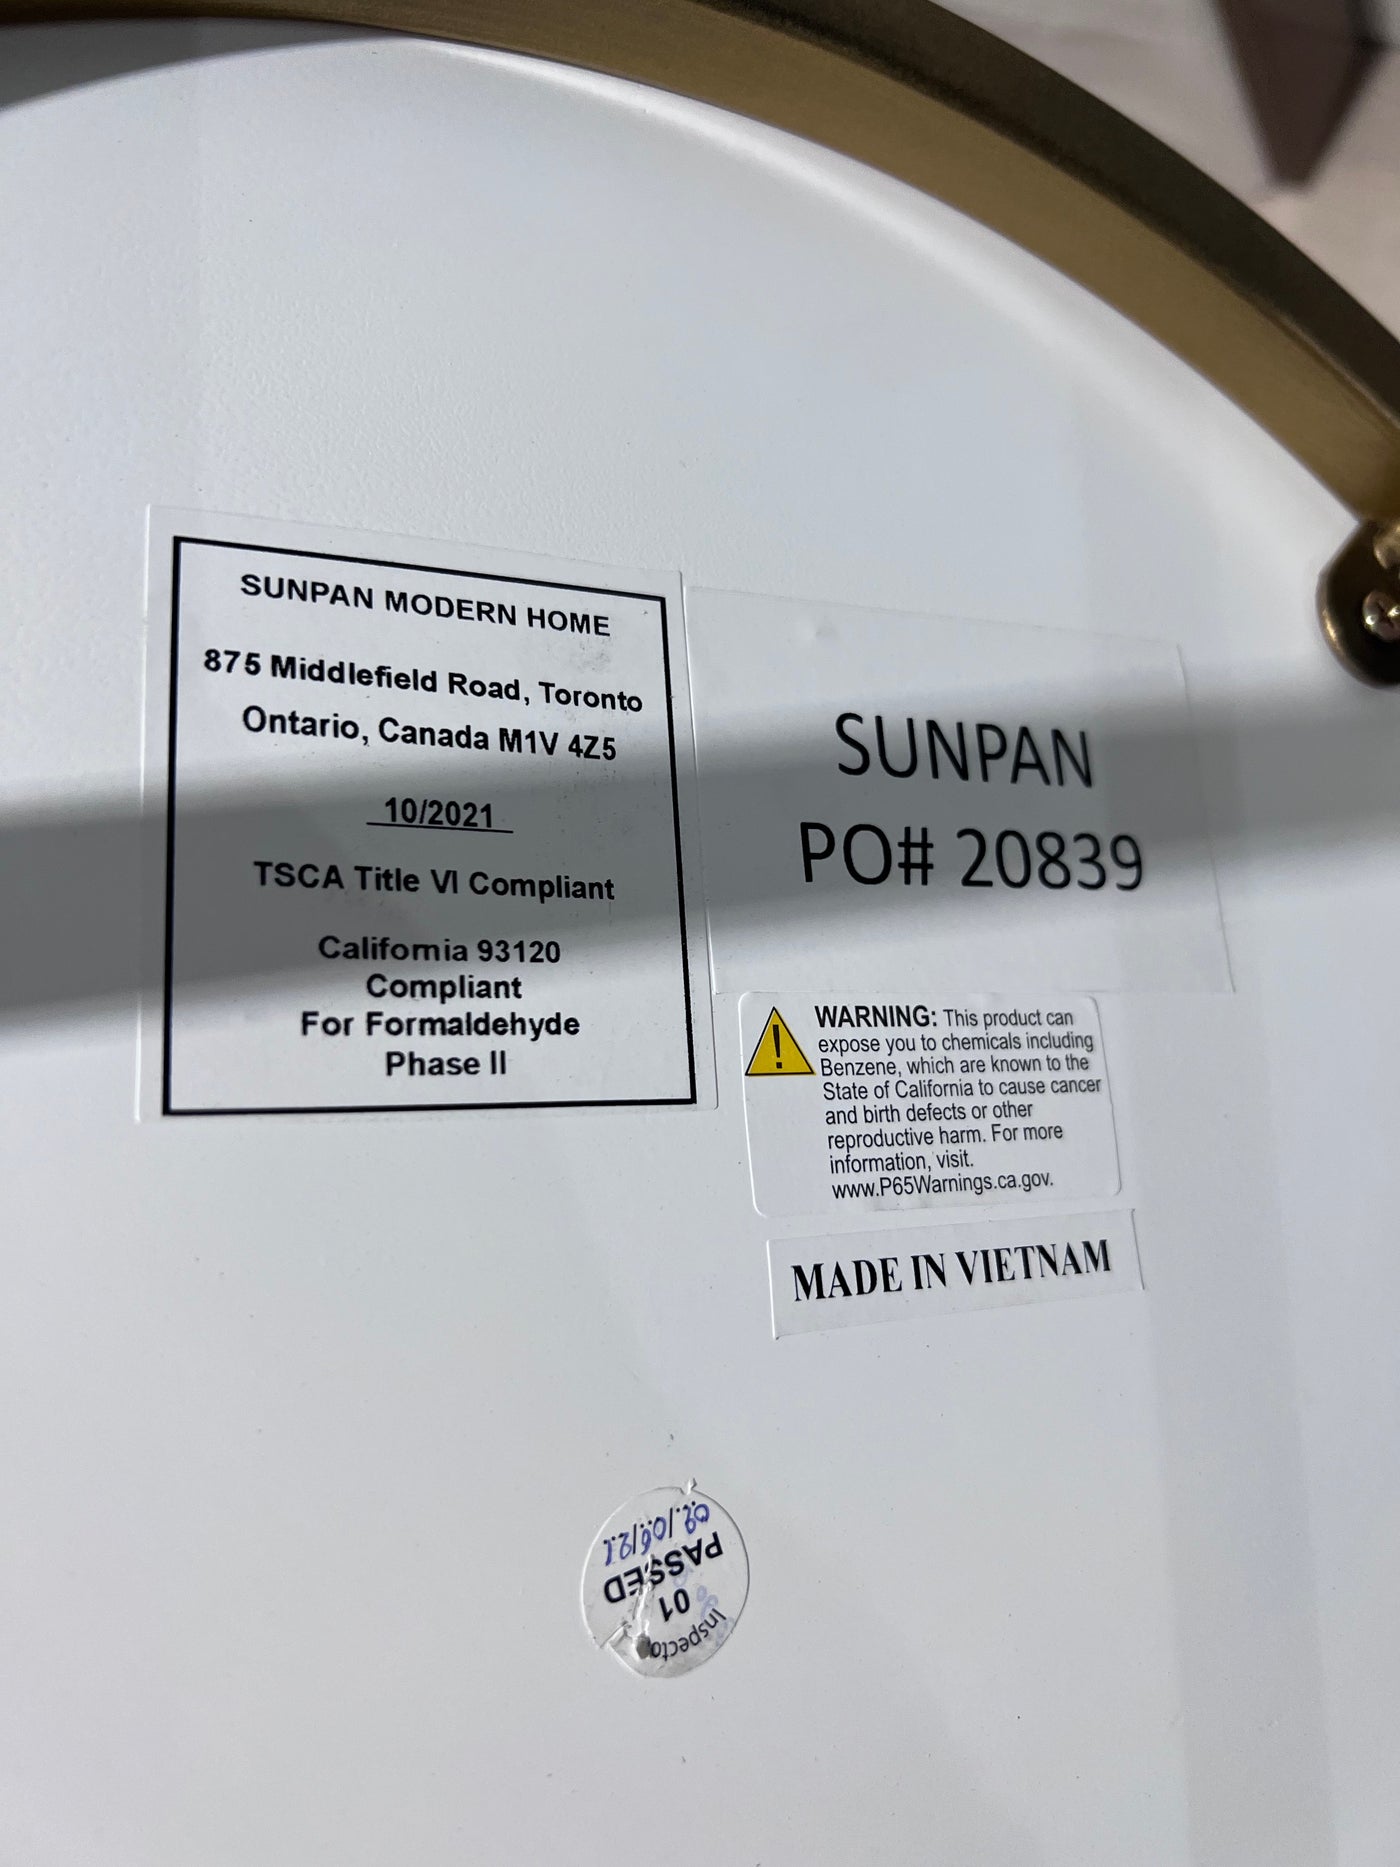 SUNPAN MODERN HOME
875 Middlefield Road, Toronto
Ontario, Canada M1V 4Z5
10/2021
TSCA Title VI Compliant
California 93120
Compliant
For Formaldehyde
Phase II
SUNPAN
PO# 20839
WARNING: This product can
expose you to chemicals including
Benzene, which are known to the
State of California to cause cancer
and birth defects or other
reproductive harm. For more
information, visit.
www.P65Warnings.ca.gov.
MADE IN VIETNAM
Inspecto
01
PASSED